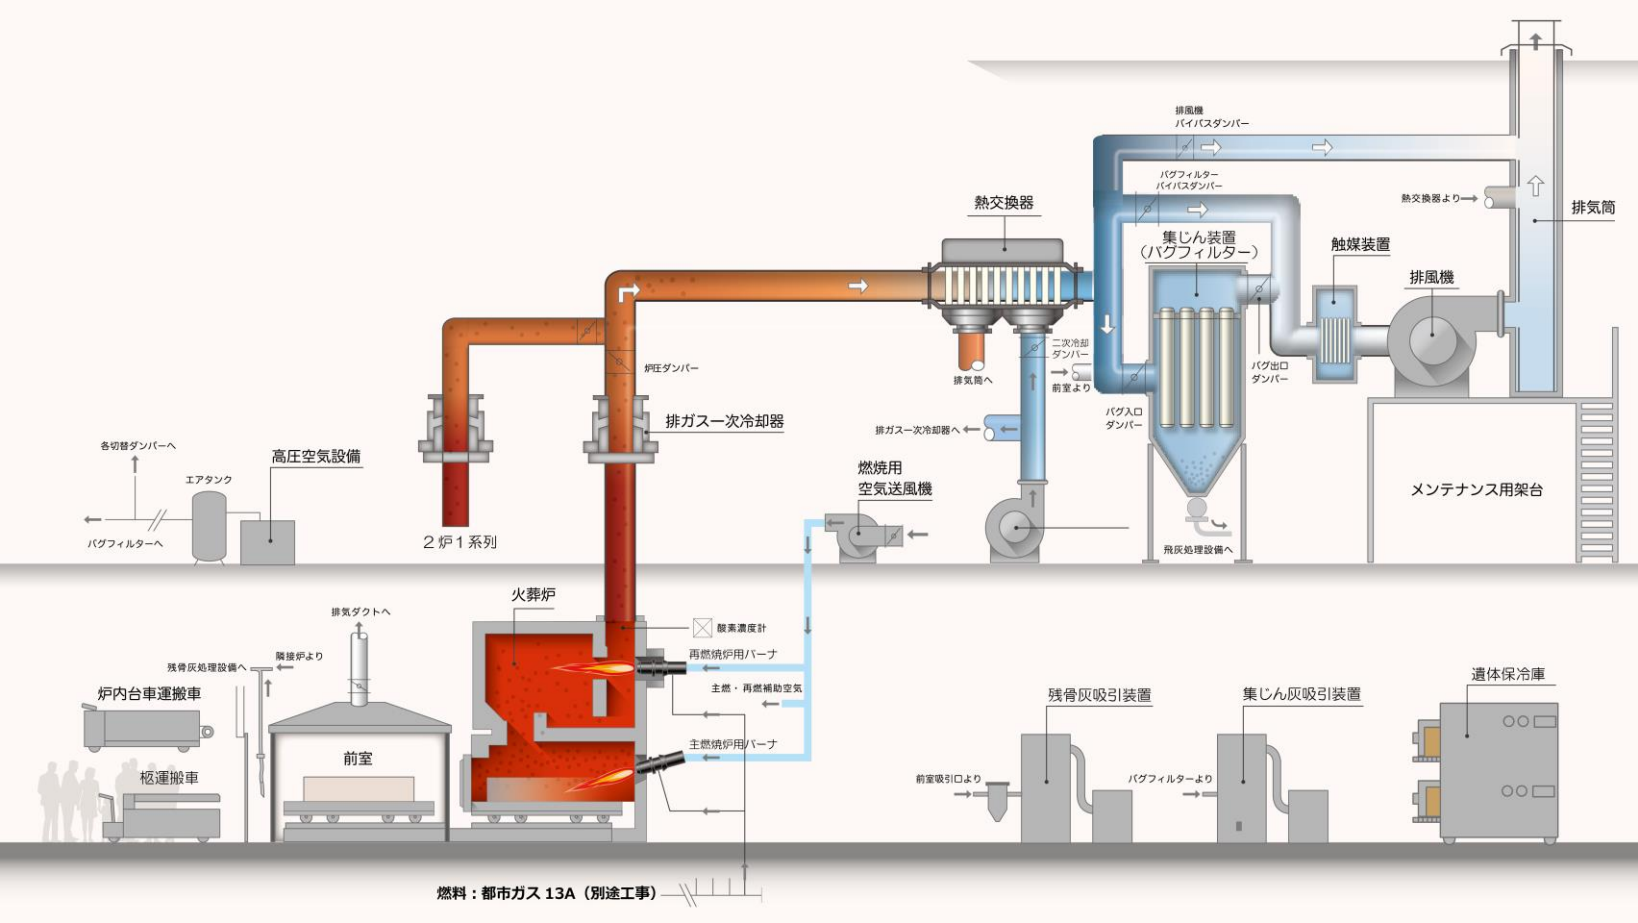 排風機
バイパスダンパー
バグフィルター
バイパスダンパー
熱交換器
熱交換器より
排気筒
集じん装置
（バグフィルター）
触媒装置
排風機
二次冷却
ダンパー
炉圧ダンパー
排気筒へ
前室より
バグ出口
ダンパー
排ガス一次冷却器
排ガス一次冷却器へ
バグ入口
ダンパー
各切替ダンパーへ
高圧空気設備
エアタンク
燃焼用
空気送風機
メンテナンス用架台
バグフィルターへ
２炉１系列
飛灰処理設備へ
火葬炉
排気ダクトへ
酸素濃度計
隣接炉より
残骨灰処理設備へ
再燃焼炉用バーナ
炉内台車運搬車
主燃・再燃補助空気
残骨灰吸引装置
集じん灰吸引装置
遺体保冷庫
前室
主燃焼炉用バーナ
柩運搬車
前室吸引口より
バグフィルターより
燃料：都市ガス 13A（別途工事）